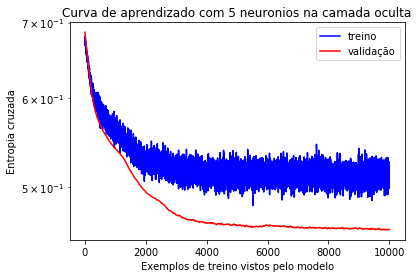 Curva de aprendizado com 5 neuronios na camada oculta
7 × 10⁻¹
6 × 10⁻¹
5 × 10⁻¹
Entropia cruzada
treino
validação
0 2000 4000 6000 8000 10000
Exemplos de treino vistos pelo modelo